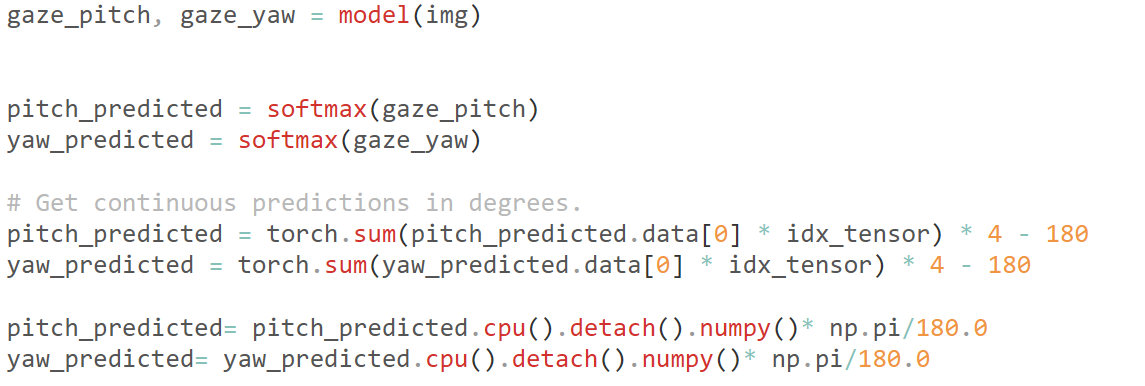 gaze_pitch, gaze_yaw = model(img)
pitch_predicted = softmax(gaze_pitch)
yaw_predicted = softmax(gaze_yaw)
# Get continuous predictions in degrees.
pitch_predicted = torch.sum(pitch_predicted.data[0] * idx_tensor) * 4 - 180
yaw_predicted = torch.sum(yaw_predicted.data[0] * idx_tensor) * 4 - 180
pitch_predicted= pitch_predicted.cpu().detach().numpy()* np.pi/180.0
yaw_predicted= yaw_predicted.cpu().detach().numpy()* np.pi/180.0